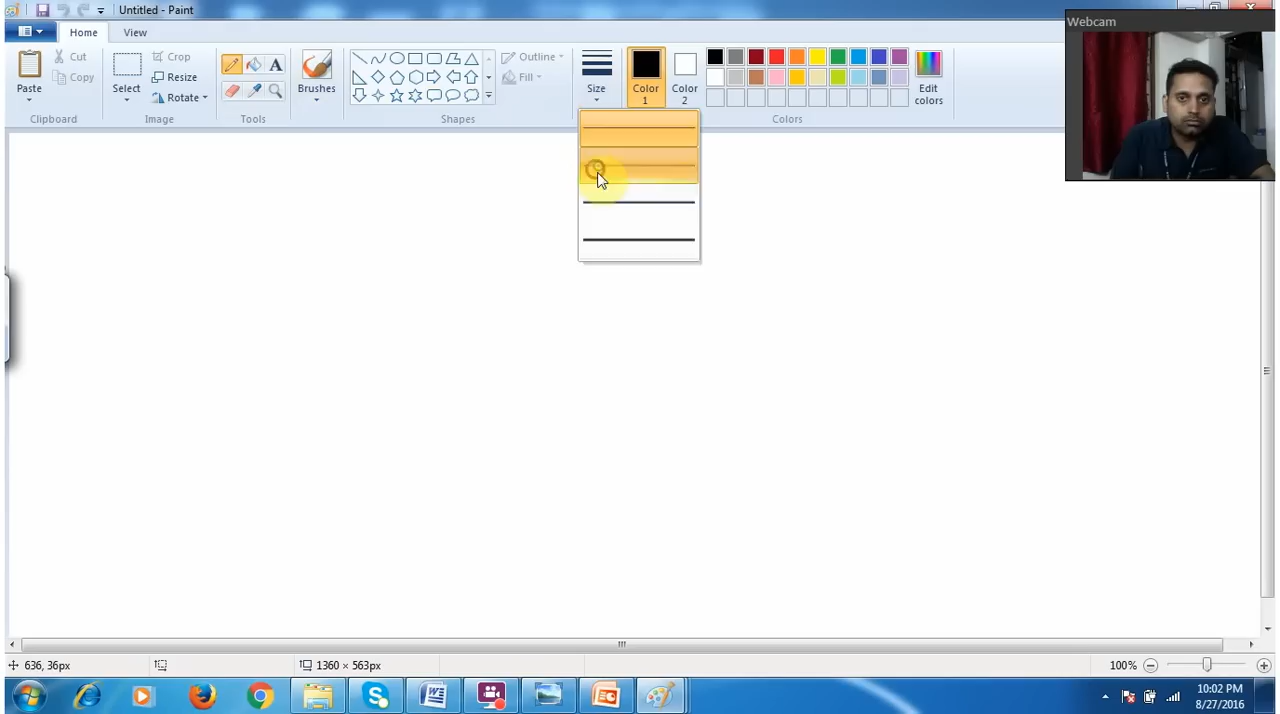 Untitled - Paint
Webcam
Home View
Paste
Cut
Copy
Clipboard
Select
Crop
Resize
Rotate
Image
A
Tools
Brushes
Outline
Fill
Shapes
Size
Color 1
Color 2
Edit colors
Colors
636, 36px
1360 × 563px
100%
10:02 PM
8/27/2016